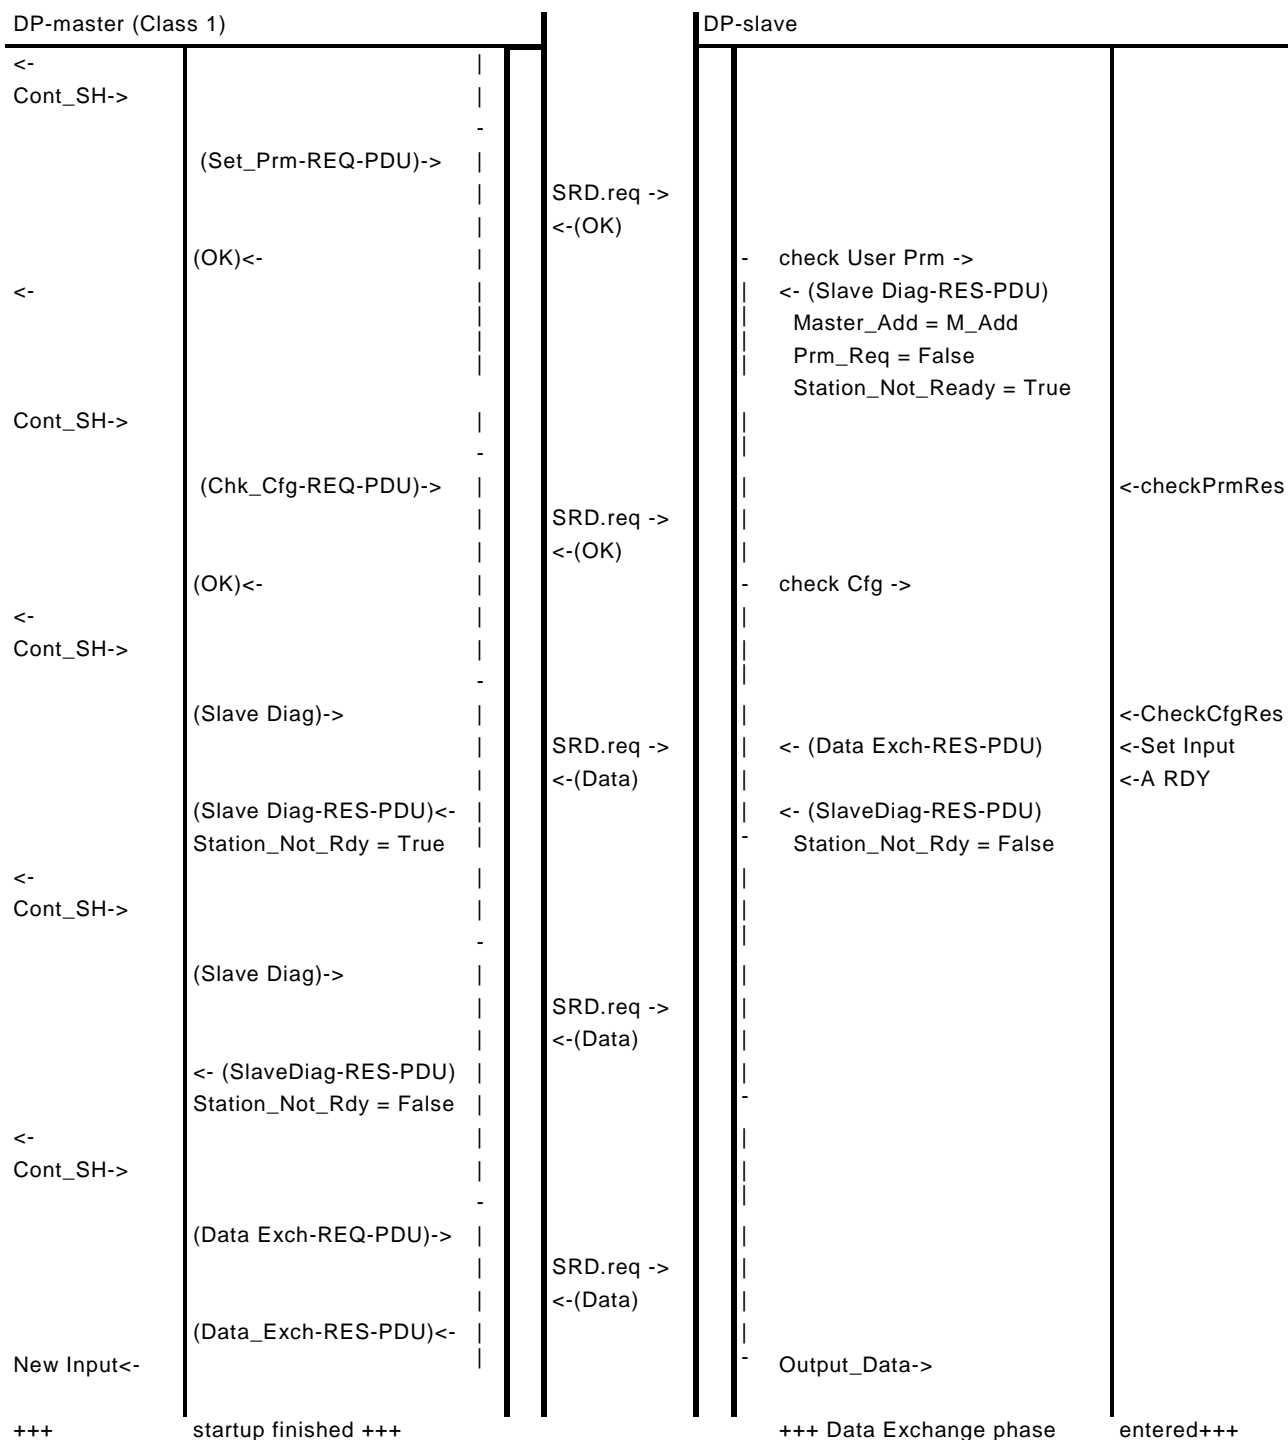 DP-master (Class 1) DP-slave
<-
Cont_SH->
(Set_Prm-REQ-PDU)->
SRD.req ->
<-(OK)
(OK)<- check User Prm ->
<- <- (Slave Diag-RES-PDU)
Master_Add = M_Add
Prm_Req = False
Station_Not_Ready = True
Cont_SH->
(Chk_Cfg-REQ-PDU)-> <-checkPrmRes
SRD.req ->
<-(OK)
(OK)<- check Cfg ->
<-
Cont_SH->
(Slave Diag)-> <-CheckCfgRes
SRD.req -> <- (Data Exch-RES-PDU) <-Set Input
<-(Data) <-A RDY
(Slave Diag-RES-PDU)<- <- (SlaveDiag-RES-PDU)
Station_Not_Rdy = True Station_Not_Rdy = False
<-
Cont_SH->
(Slave Diag)->
SRD.req ->
<-(Data)
<- (SlaveDiag-RES-PDU)
Station_Not_Rdy = False
<-
Cont_SH->
(Data Exch-REQ-PDU)->
SRD.req ->
<-(Data)
(Data_Exch-RES-PDU)<-
New Input<- Output_Data->
+++ startup finished +++ +++ Data Exchange phase entered+++